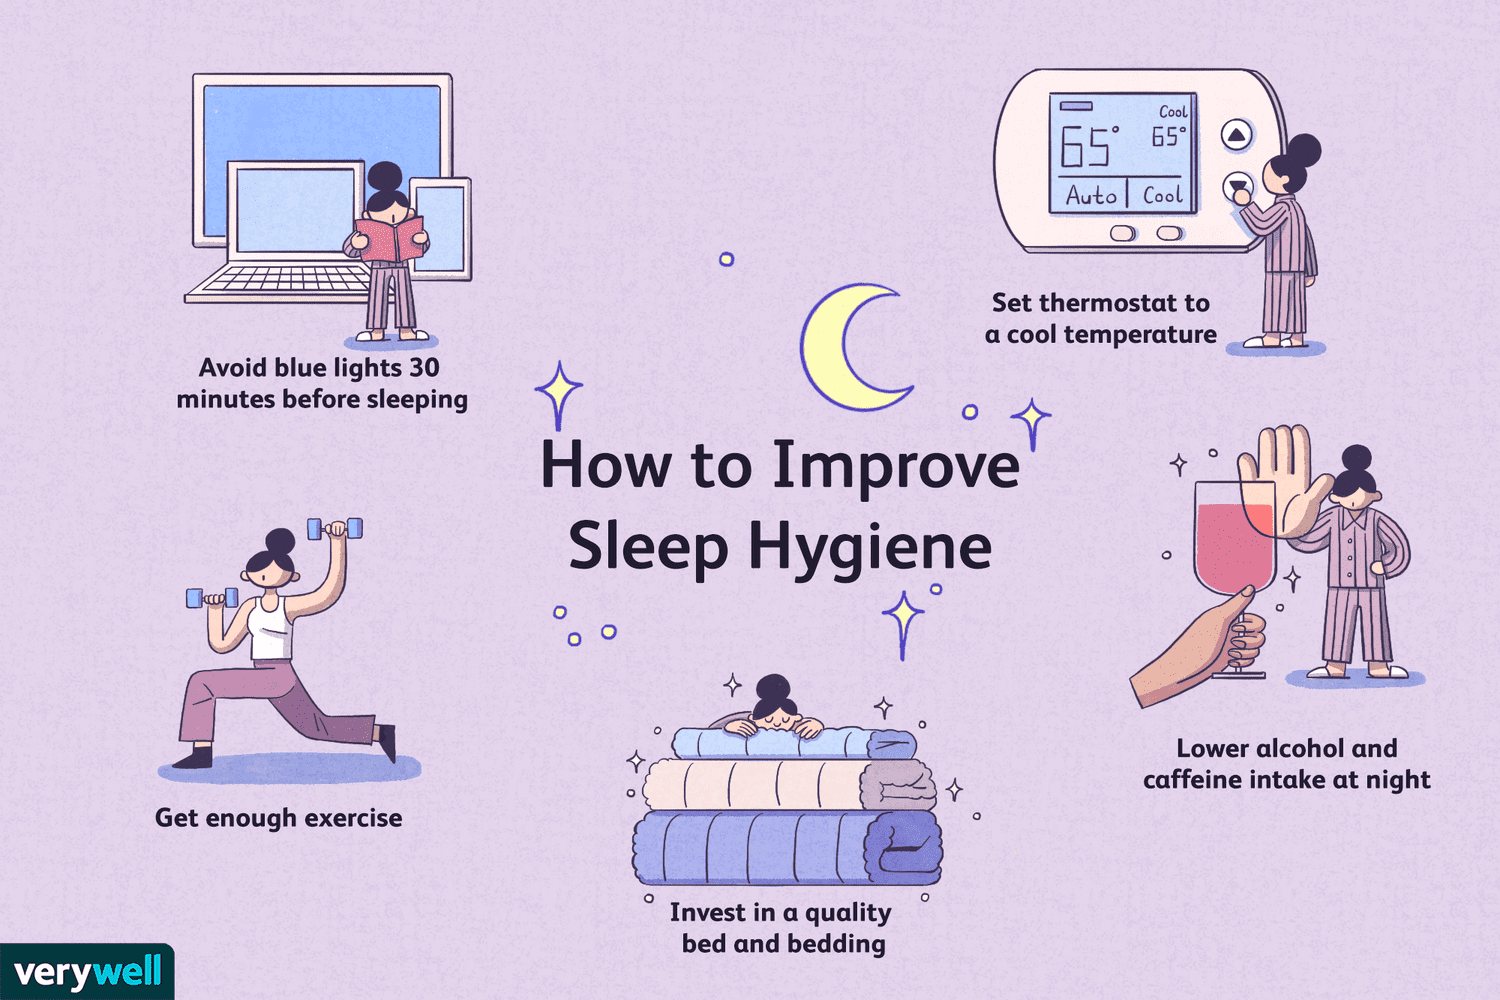 Cool
65° 65°
Auto Cool
Set thermostat to
a cool temperature
Avoid blue lights 30
minutes before sleeping
How to Improve
Sleep Hygiene
Lower alcohol and
caffeine intake at night
Get enough exercise
Invest in a quality
bed and bedding
verywell